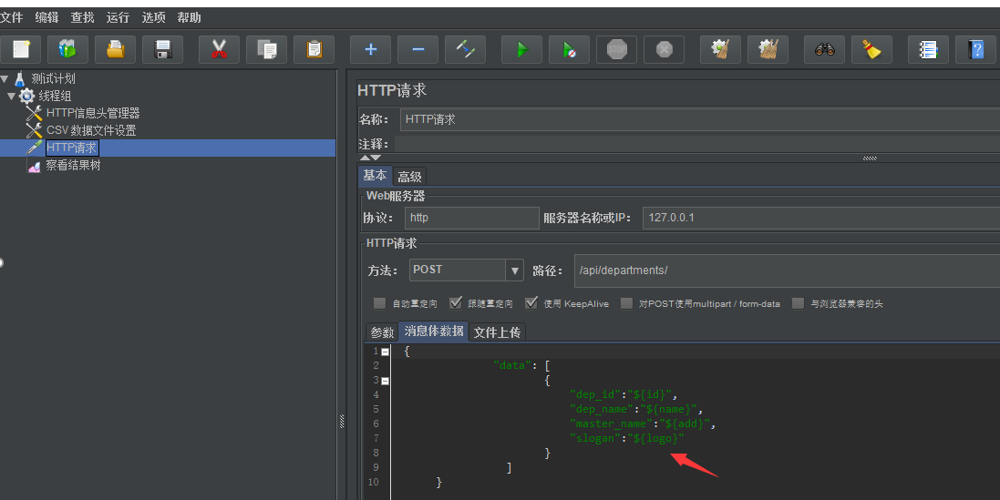 文件 编辑 查找 运行 选项 帮助
STOP
测试计划
线程组
HTTP信息头管理器
CSV 数据文件设置
HTTP请求
察看结果树
HTTP请求
名称： HTTP请求
注释：
基本 高级
Web服务器
协议： http 服务器名称或IP： 127.0.0.1
HTTP请求
方法： POST 路径： /api/departments/
自动重定向 跟随重定向 使用 KeepAlive 对POST使用multipart / form-data 与浏览器兼容的头
参数 消息体数据 文件上传
1 {
2 "data": [
3 {
4 "dep_id":"${id}",
5 "dep_name":"${name}",
6 "master_name":"${add}",
7 "slogan":"${logo}"
8 }
9 ]
10 }